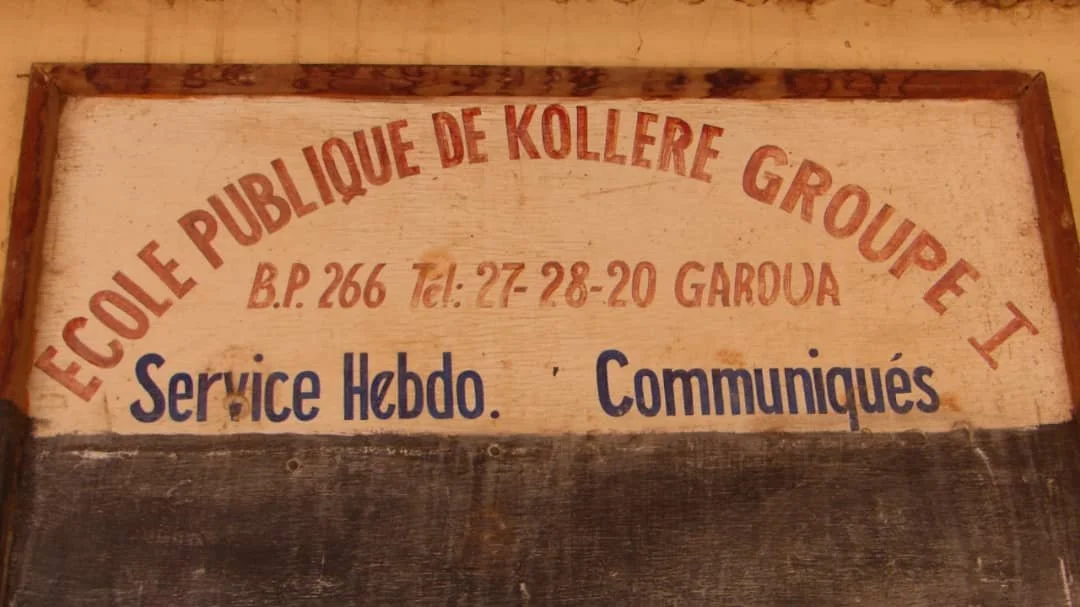 ECOLE PUBLIQUE DE KOLLERE GROUPE I
B.P. 266 Tel: 27-28-20 GAROUA
Service Hebdo. Communiqués